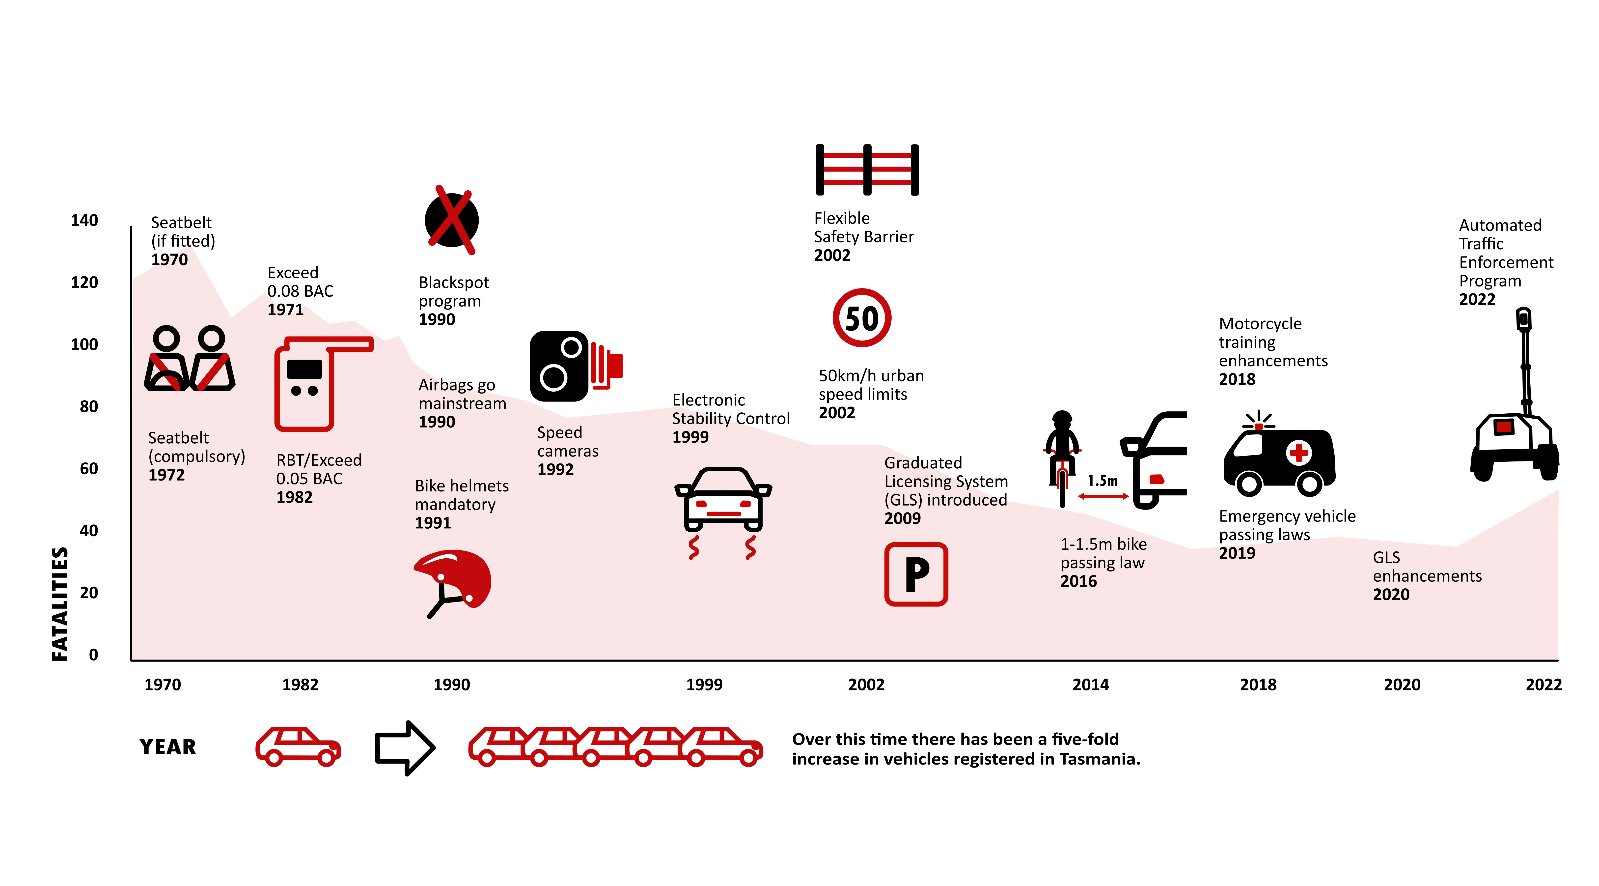 140
120
100
80
60
40
20
0
FATALITIES
Seatbelt
(if fitted)
1970
Seatbelt
(compulsory)
1972
Exceed
0.08 BAC
1971
RBT/Exceed
0.05 BAC
1982
Blackspot
program
1990
Airbags go
mainstream
1990
Bike helmets
mandatory
1991
Speed
cameras
1992
Electronic
Stability Control
1999
Flexible
Safety Barrier
2002
50
50km/h urban
speed limits
2002
Graduated
Licensing System
(GLS) introduced
2009
P
1.5m
1-1.5m bike
passing law
2016
Motorcycle
training
enhancements
2018
Emergency vehicle
passing laws
2019
GLS
enhancements
2020
Automated
Traffic
Enforcement
Program
2022
1970 1982 1990 1999 2002 2014 2018 2020 2022
YEAR
Over this time there has been a five-fold
increase in vehicles registered in Tasmania.